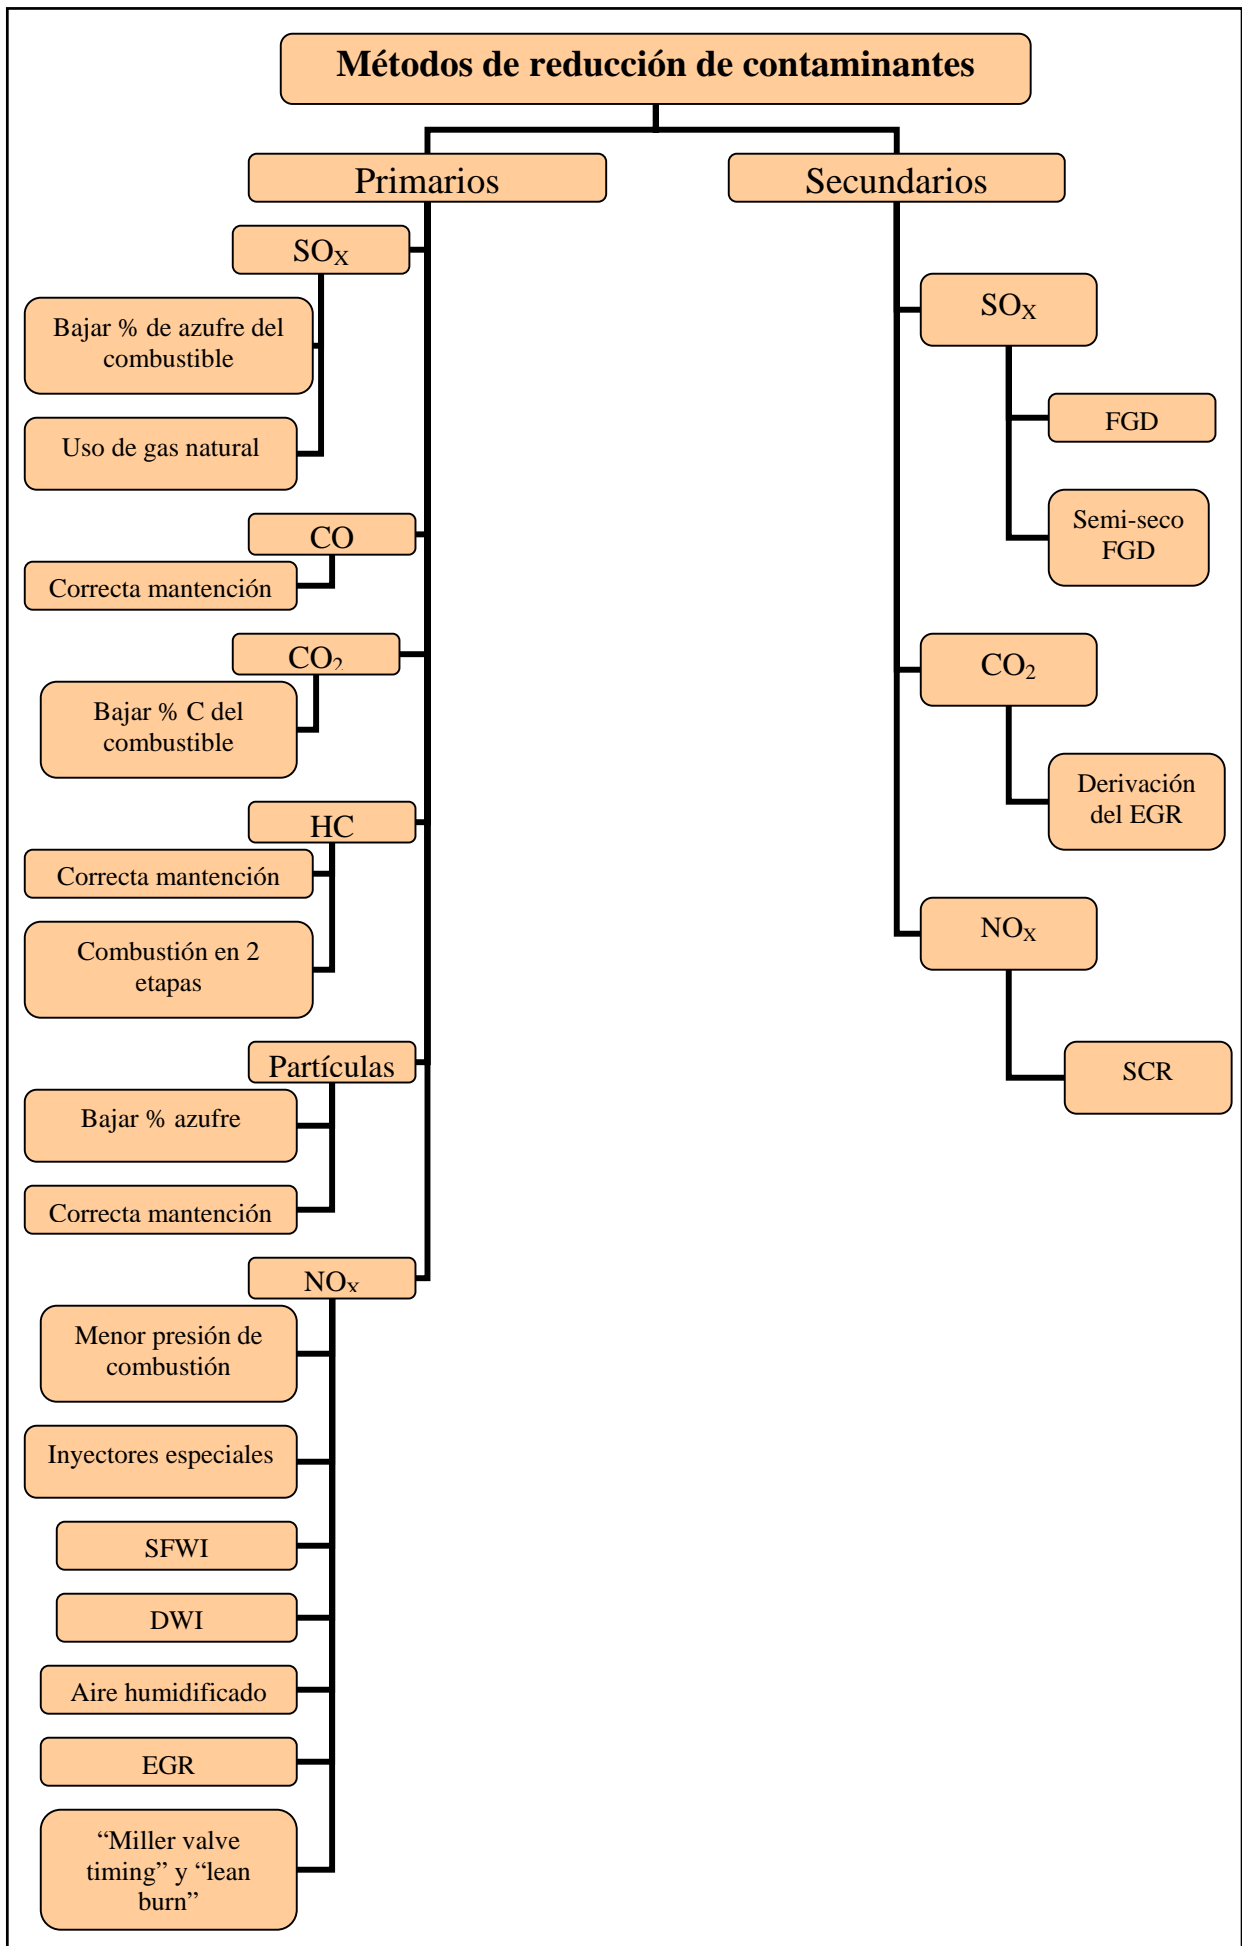 Métodos de reducción de contaminantes
Primarios
SOX
Bajar % de azufre del
combustible
Uso de gas natural
CO
Correcta mantención
CO2
Bajar % C del
combustible
HC
Correcta mantención
Combustión en 2
etapas
Partículas
Bajar % azufre
Correcta mantención
NOX
Menor presión de
combustión
Inyectores especiales
SFWI
DWI
Aire humidificado
EGR
“Miller valve
timing” y “lean
burn”
Secundarios
SOX
FGD
Semi-seco
FGD
CO2
Derivación
del EGR
NOX
SCR